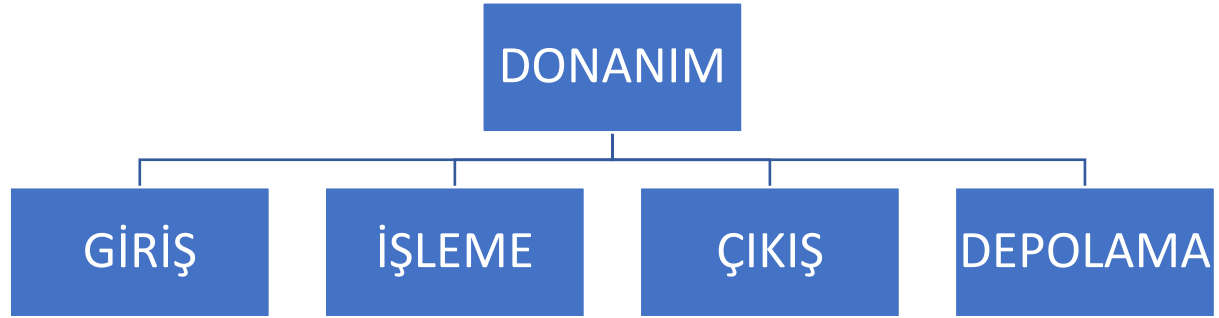 DONANIM
GİRİŞ
İŞLEME
ÇIKIŞ
DEPOLAMA